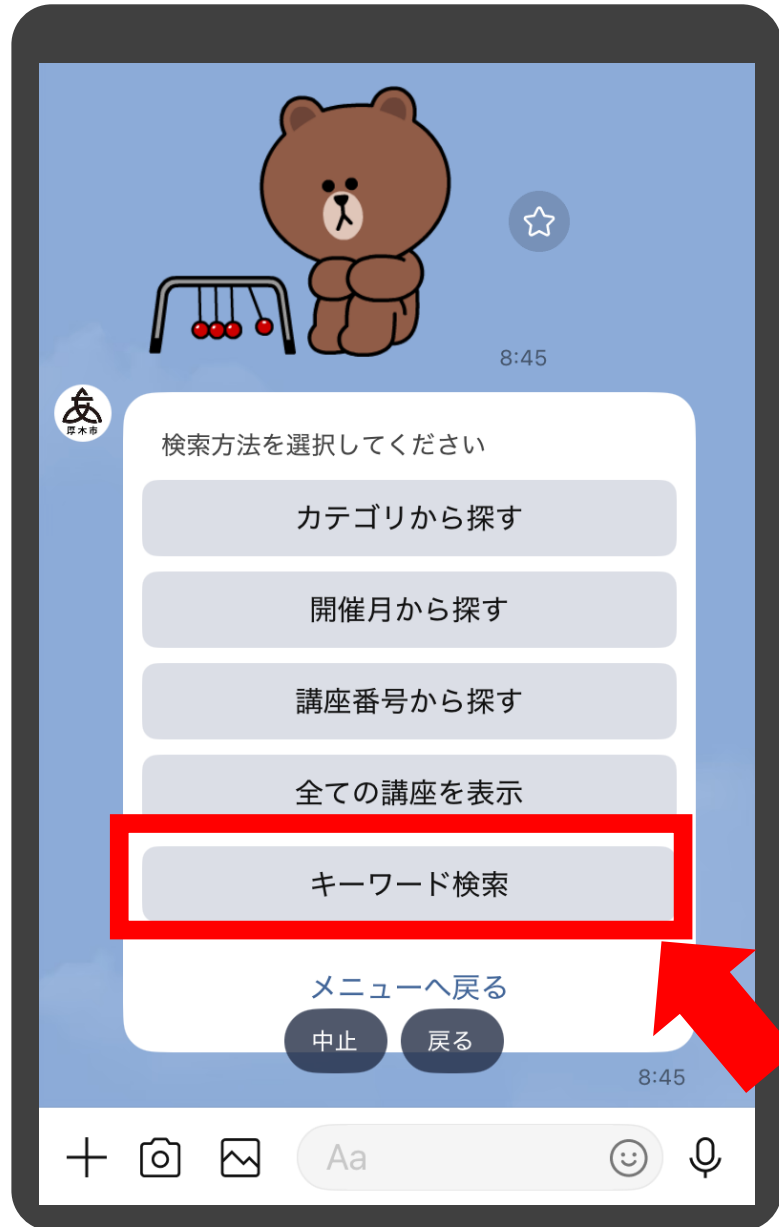 8:45
厚木市
検索方法を選択してください
カテゴリから探す
開催月から探す
講座番号から探す
全ての講座を表示
キーワード検索
メニューへ戻る
中止 戻る
8:45
Aa